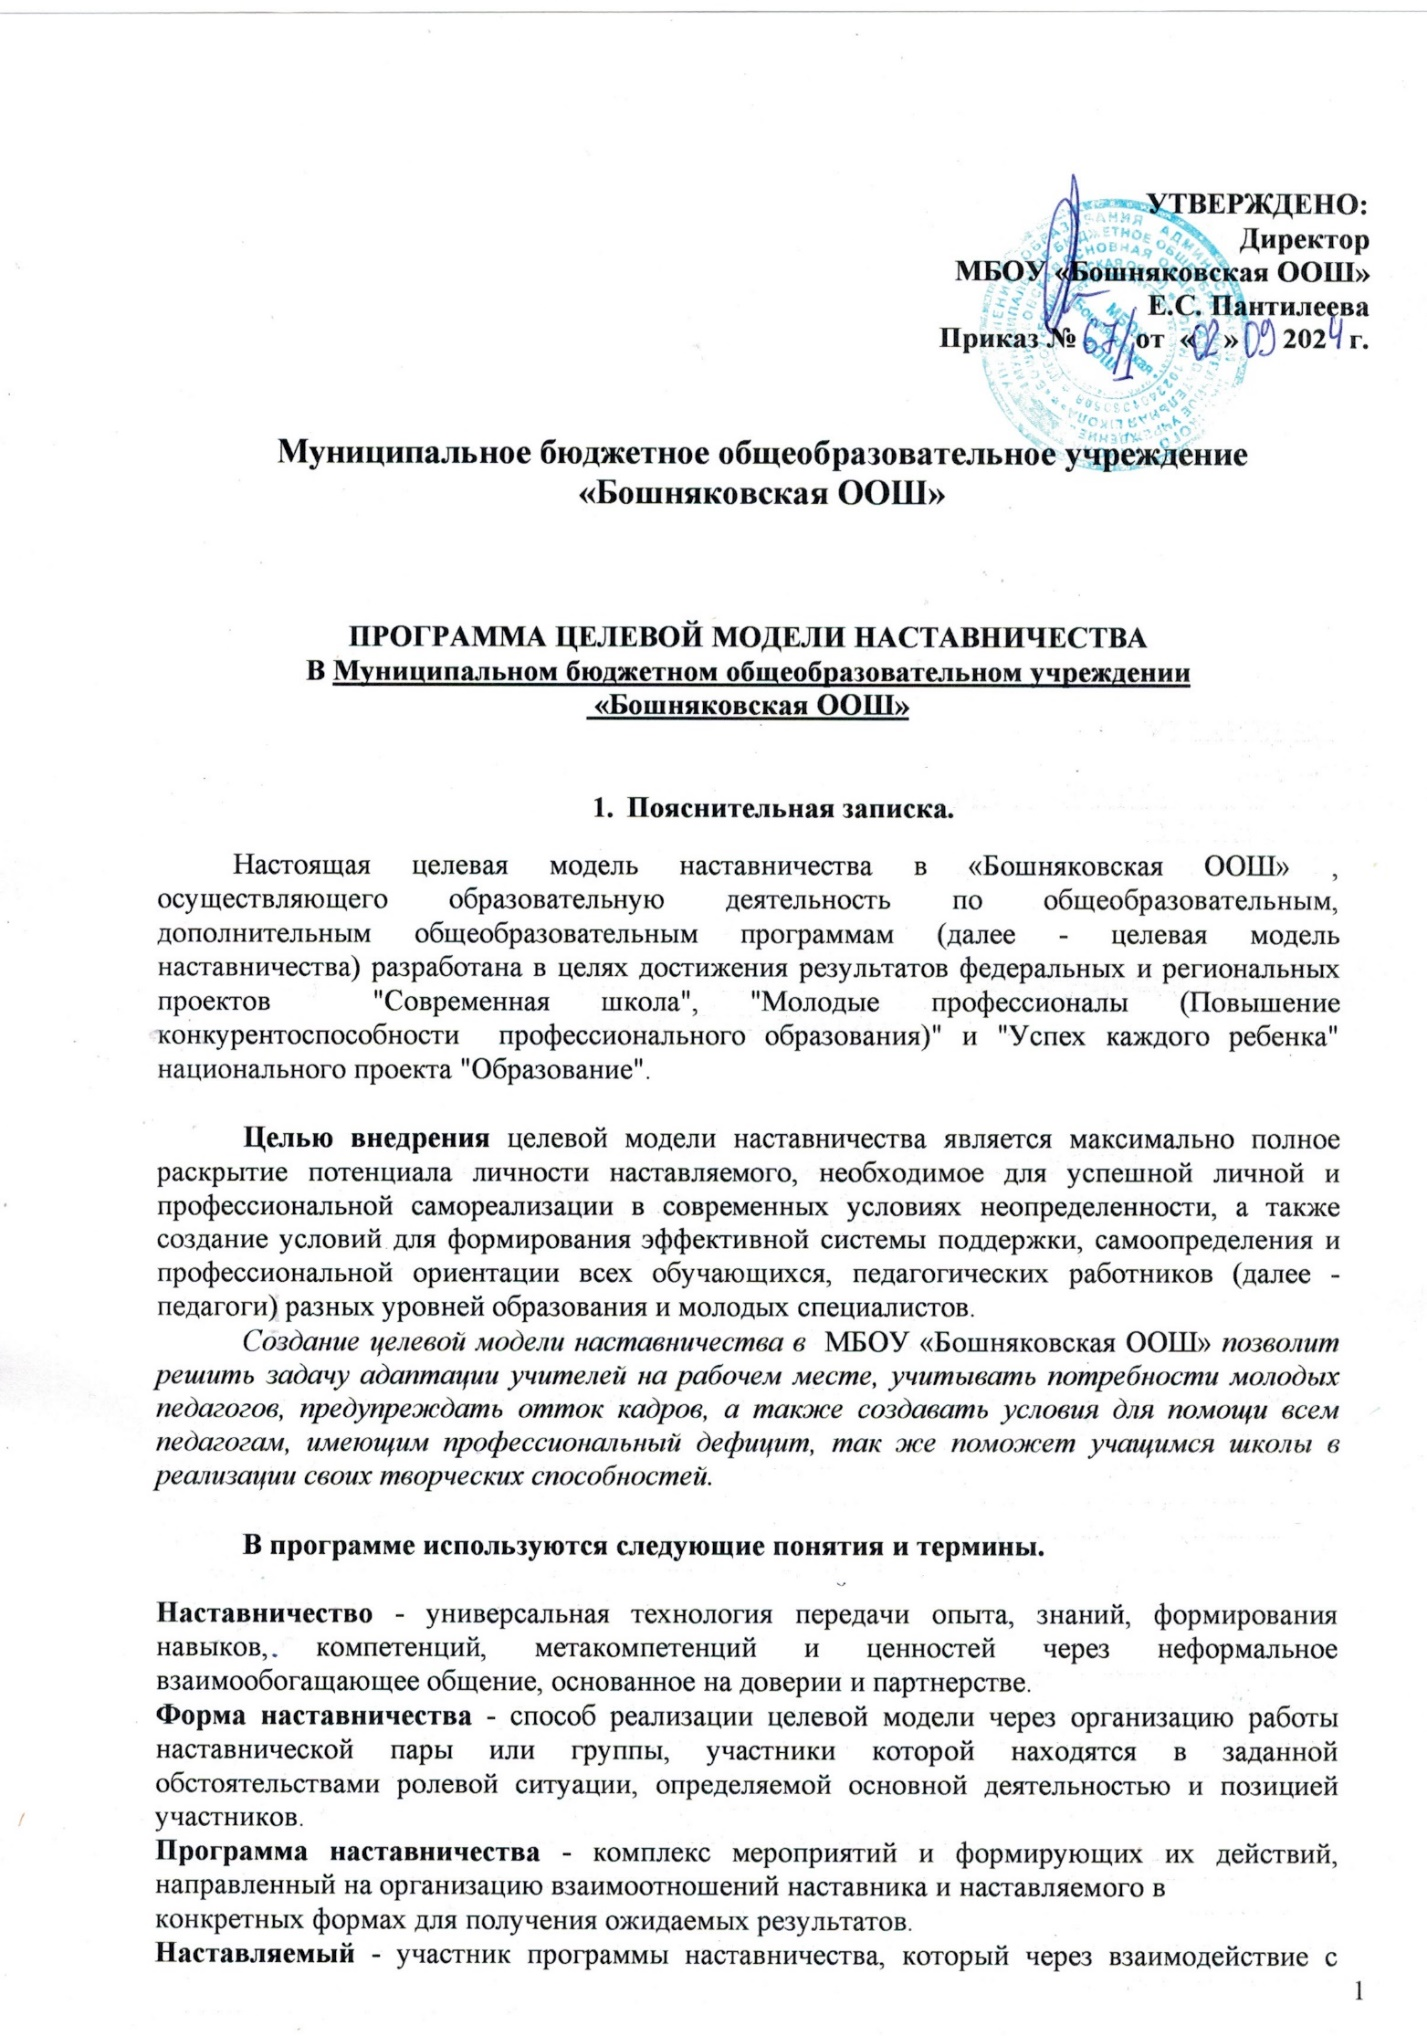 УТВЕРЖДЕНО:
Директор
МБОУ «Бошняковская ООШ»
Е.С. Пантилеева
Приказ № 67/1 от «02» 09 2024 г.
Муниципальное бюджетное общеобразовательное учреждение
«Бошняковская ООШ»
ПРОГРАММА ЦЕЛЕВОЙ МОДЕЛИ НАСТАВНИЧЕСТВА
В Муниципальном бюджетном общеобразовательном учреждении
«Бошняковская ООШ»
1. Пояснительная записка.
Настоящая целевая модель наставничества в «Бошняковская ООШ» ,
осуществляющего образовательную деятельность по общеобразовательным,
дополнительным общеобразовательным программам (далее - целевая модель
наставничества) разработана в целях достижения результатов федеральных и региональных
проектов "Современная школа", "Молодые профессионалы (Повышение
конкурентоспособности профессионального образования)" и "Успех каждого ребенка"
национального проекта "Образование".
Целью внедрения целевой модели наставничества является максимально полное
раскрытие потенциала личности наставляемого, необходимое для успешной личной и
профессиональной самореализации в современных условиях неопределенности, а также
создание условий для формирования эффективной системы поддержки, самоопределения и
профессиональной ориентации всех обучающихся, педагогических работников (далее -
педагоги) разных уровней образования и молодых специалистов.
Создание целевой модели наставничества в МБОУ «Бошняковская ООШ» позволит
решить задачу адаптации учителей на рабочем месте, учитывать потребности молодых
педагогов, предупреждать отток кадров, а также создавать условия для помощи всем
педагогам, имеющим профессиональный дефицит, так же поможет учащимся школы в
реализации своих творческих способностей.
В программе используются следующие понятия и термины.
Наставничество - универсальная технология передачи опыта, знаний, формирования
навыков, компетенций, метакомпетенций и ценностей через неформальное
взаимообогащающее общение, основанное на доверии и партнерстве.
Форма наставничества - способ реализации целевой модели через организацию работы
наставнической пары или группы, участники которой находятся в заданной
обстоятельствами ролевой ситуации, определяемой основной деятельностью и позицией
участников.
Программа наставничества - комплекс мероприятий и формирующих их действий,
направленный на организацию взаимоотношений наставника и наставляемого в
конкретных формах для получения ожидаемых результатов.
Наставляемый - участник программы наставничества, который через взаимодействие с
1